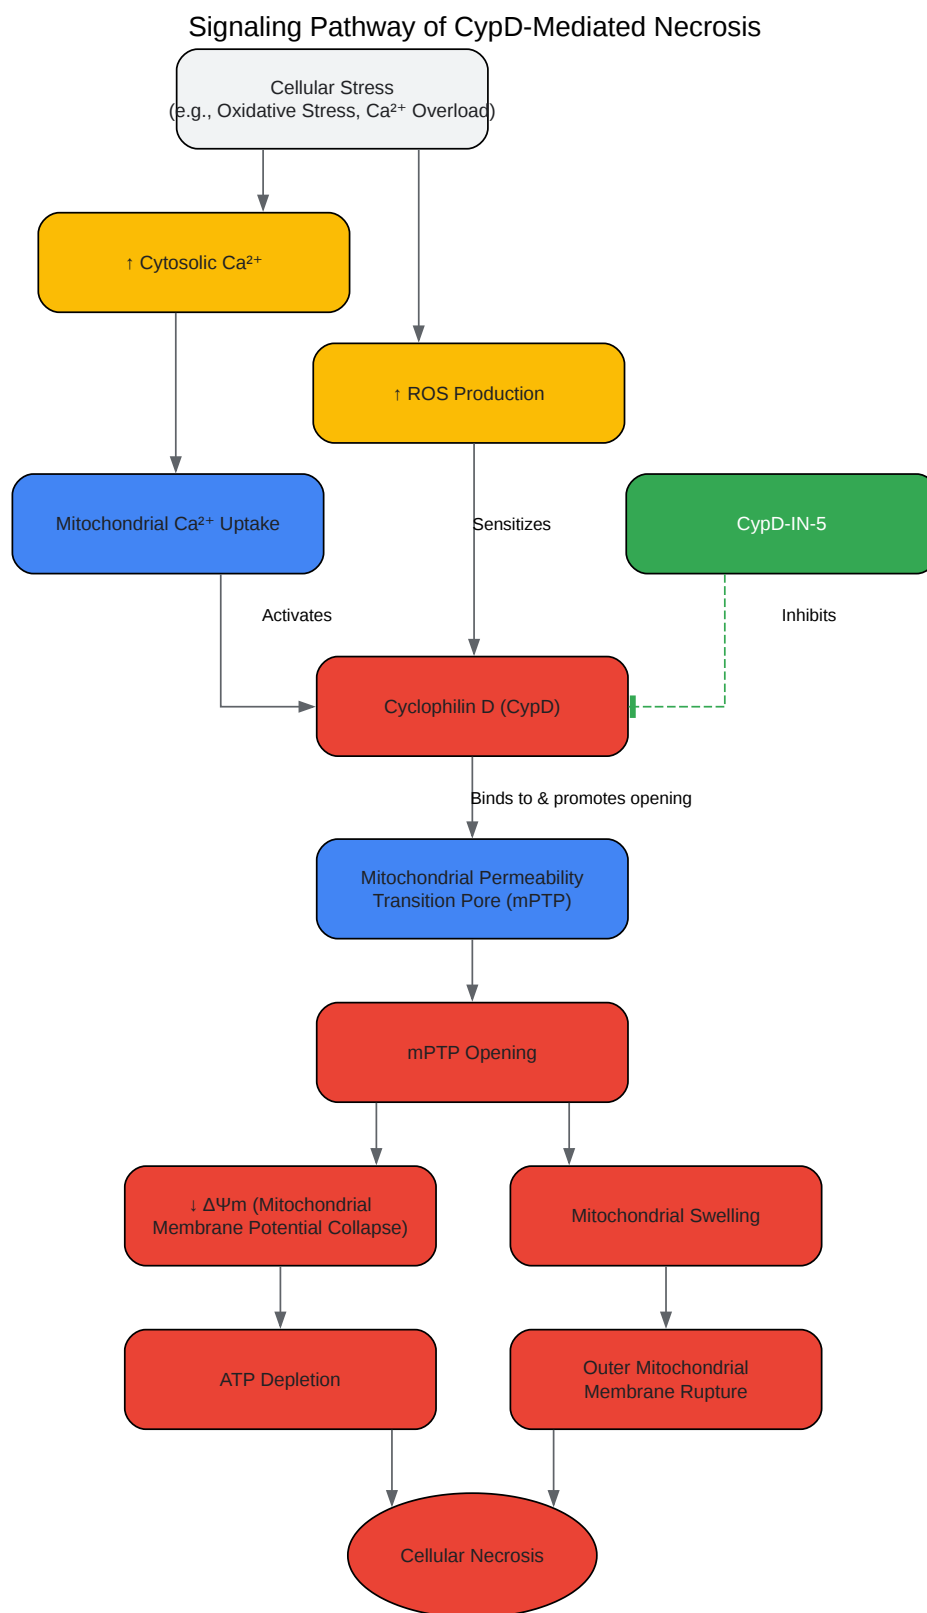 Signaling Pathway of CypD-Mediated Necrosis
Cellular Stress
(e.g., Oxidative Stress, Ca²⁺ Overload)
↑ Cytosolic Ca²⁺
↑ ROS Production
Mitochondrial Ca²⁺ Uptake
Sensitizes
CypD-IN-5
Activates
Inhibits
Cyclophilin D (CypD)
Binds to & promotes opening
Mitochondrial Permeability
Transition Pore (mPTP)
mPTP Opening
↓ ΔΨm (Mitochondrial
Membrane Potential Collapse)
Mitochondrial Swelling
ATP Depletion
Outer Mitochondrial
Membrane Rupture
Cellular Necrosis